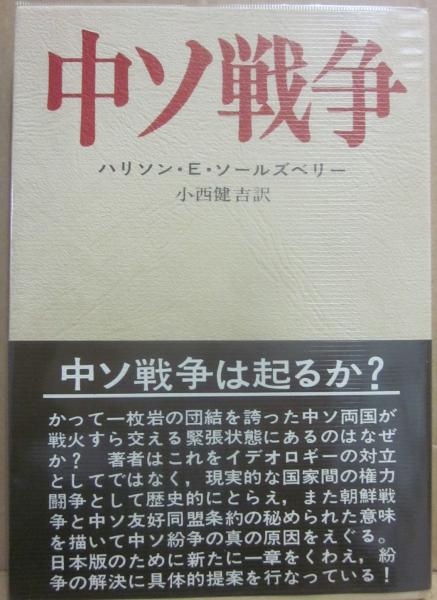 中ソ戦争
ハリソン・E・ソールズベリー
小西健吉訳
中ソ戦争は起るか？
かって一枚岩の団結を誇った中ソ両国が
戦火すら交える緊張状態にあるのはなぜ
か？　著者はこれをイデオロギーの対立
としてではなく，現実的な国家間の権力
闘争として歴史的にとらえ，また朝鮮戦
争と中ソ友好同盟条約の秘められた意味
を描いて中ソ紛争の真の原因をえぐる。
日本版のために新たに一章をくわえ，紛
争の解決に具体的提案を行なっている！